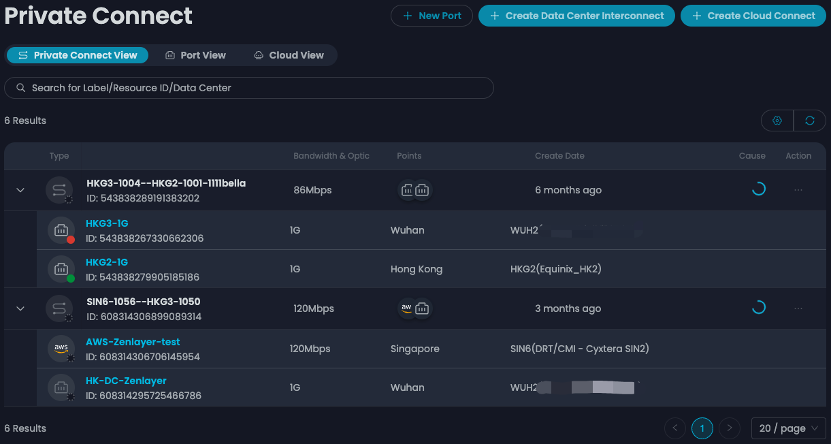 Private Connect
New Port
Create Data Center Interconnect
Create Cloud Connect
Private Connect View
Port View
Cloud View
Search for Label/Resource ID/Data Center
6 Results
Type Bandwidth & Optic Points Create Date Cause Action
HKG3-1004--HKG2-1001-1111bella
ID: 543838289191383202
86Mbps
6 months ago
...
HKG3-1G
ID: 543838267330662306
1G
Wuhan
WUH2
HKG2-1G
ID: 543838279905185186
1G
Hong Kong
HKG2(Equinix_HK2)
SIN6-1056--HKG3-1050
ID: 608314306899089314
120Mbps
aws
3 months ago
...
aws
AWS-Zenlayer-test
ID: 608314306706145954
120Mbps
Singapore
SIN6(DRT/CMI - Cyxtera SIN2)
HK-DC-Zenlayer
ID: 608314295725466786
1G
Wuhan
WUH2
6 Results
1
20 / page